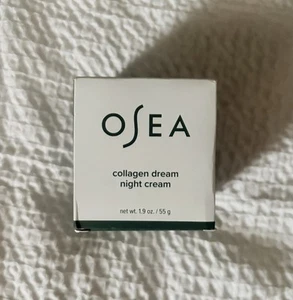 OSEA
collagen dream
night cream
net wt. 1.9 oz. / 55 g